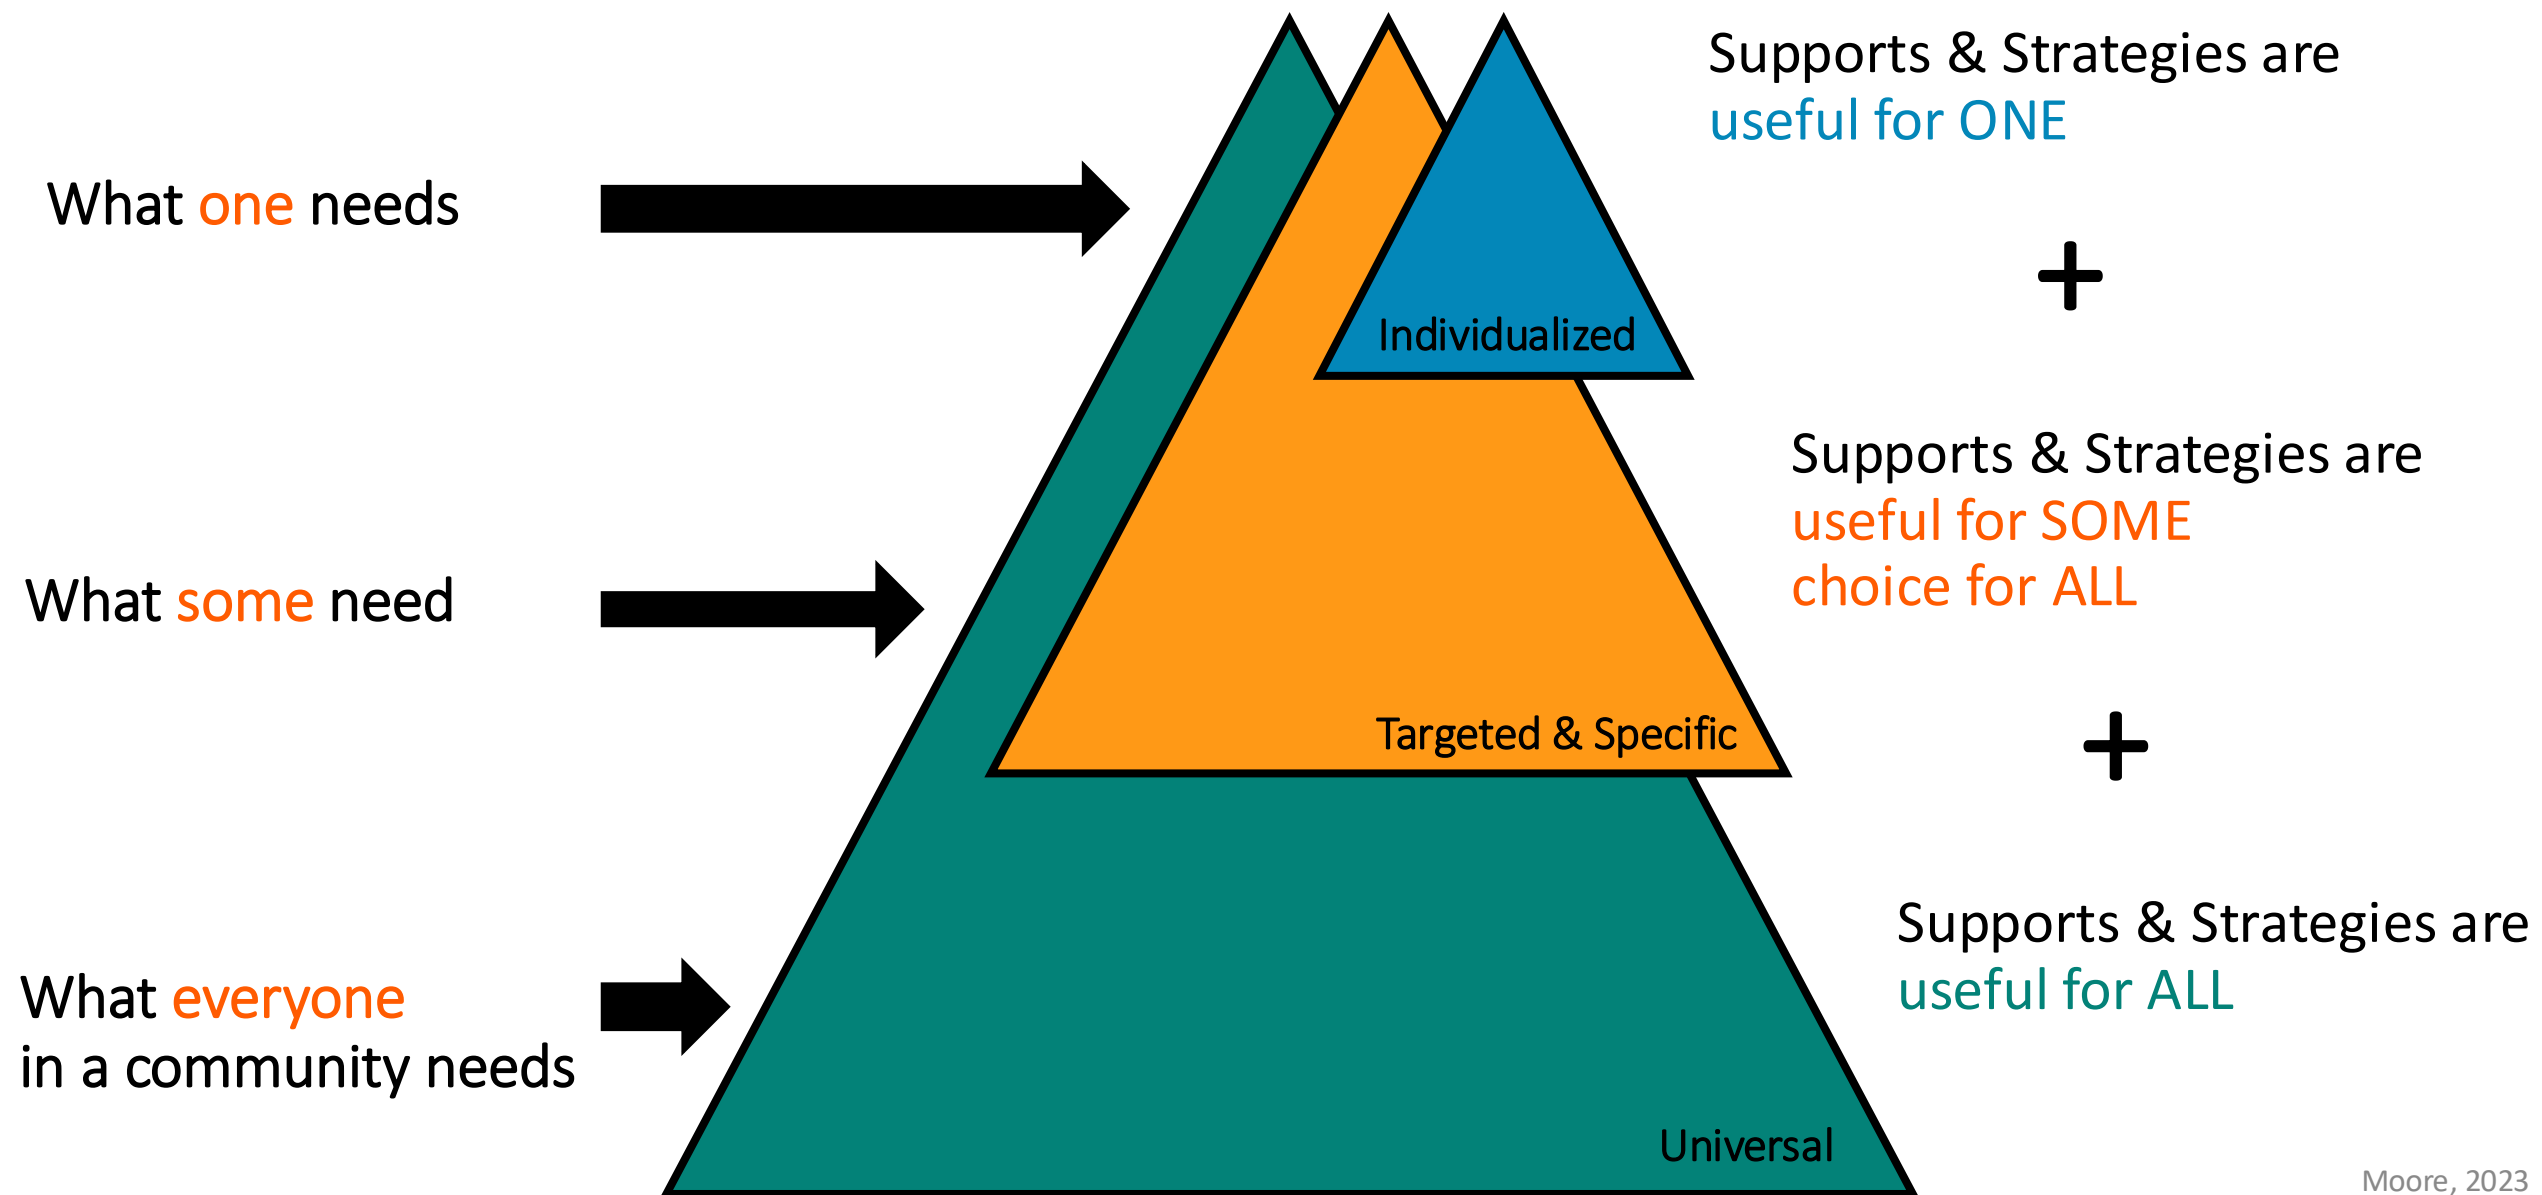 What one needs
What some need
What everyone
in a community needs
Individualized
Targeted & Specific
Universal
Supports & Strategies are
useful for ONE
+
Supports & Strategies are
useful for SOME
choice for ALL
+
Supports & Strategies are
useful for ALL
Moore, 2023